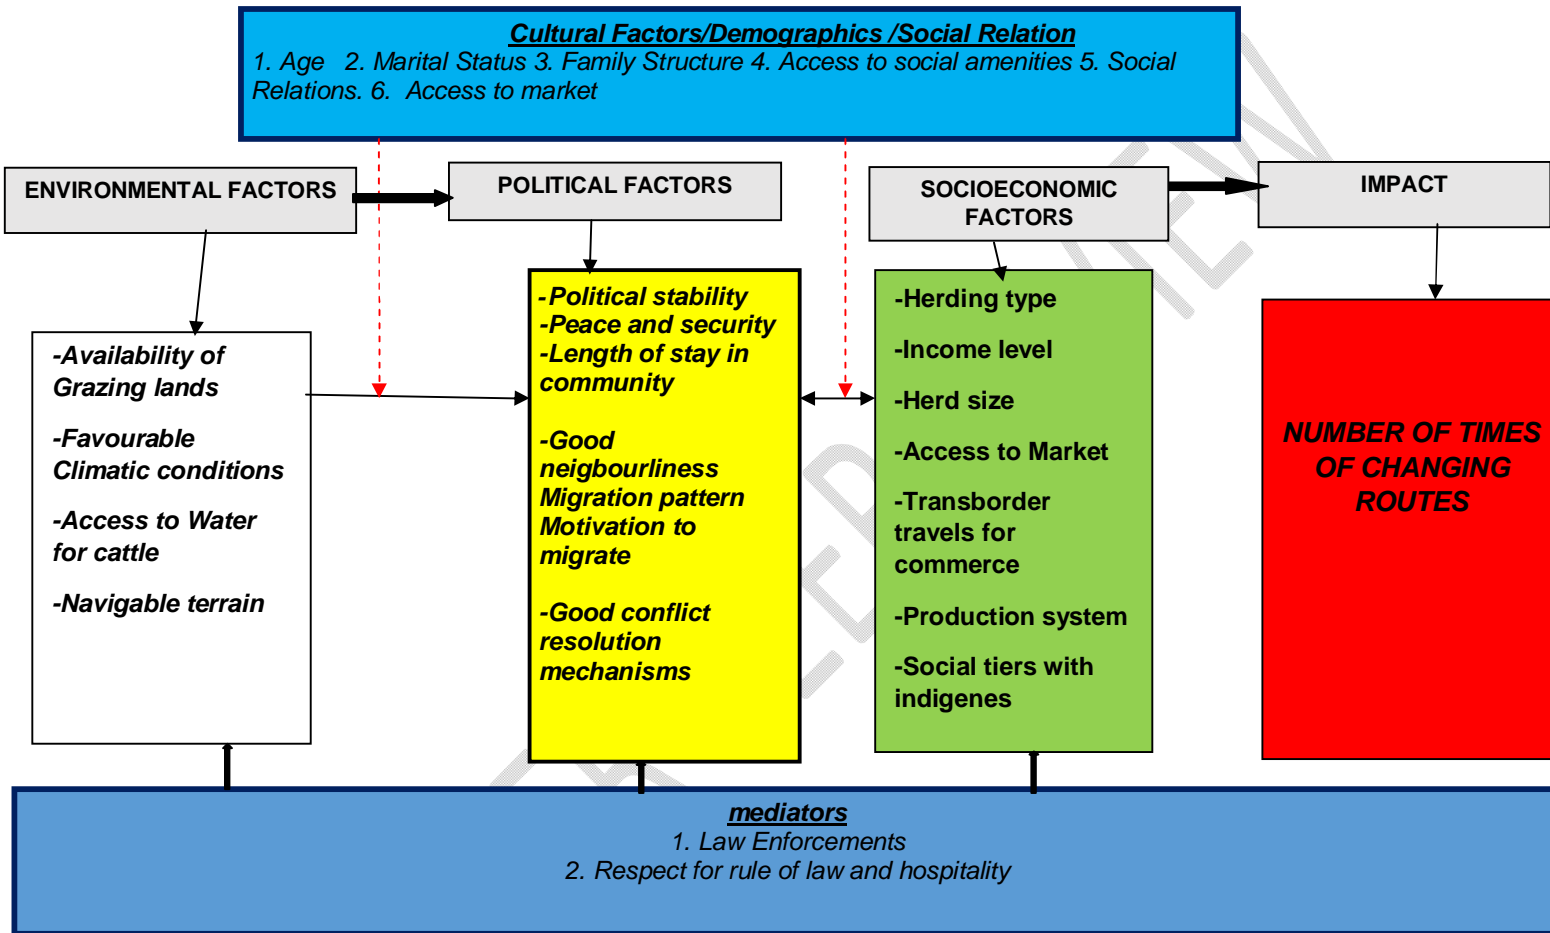 Cultural Factors/Demographics /Social Relation
1. Age 2. Marital Status 3. Family Structure 4. Access to social amenities 5. Social
Relations. 6. Access to market
ENVIRONMENTAL FACTORS
POLITICAL FACTORS
SOCIOECONOMIC
FACTORS
IMPACT
-Availability of
Grazing lands
-Favourable
Climatic conditions
-Access to Water
for cattle
-Navigable terrain
-Political stability
-Peace and security
-Length of stay in
community
-Good
neigbourliness
Migration pattern
Motivation to
migrate
-Good conflict
resolution
mechanisms
-Herding type
-Income level
-Herd size
-Access to Market
-Transborder
travels for
commerce
-Production system
-Social tiers with
indigenes
NUMBER OF TIMES
OF CHANGING
ROUTES
mediators
1. Law Enforcements
2. Respect for rule of law and hospitality